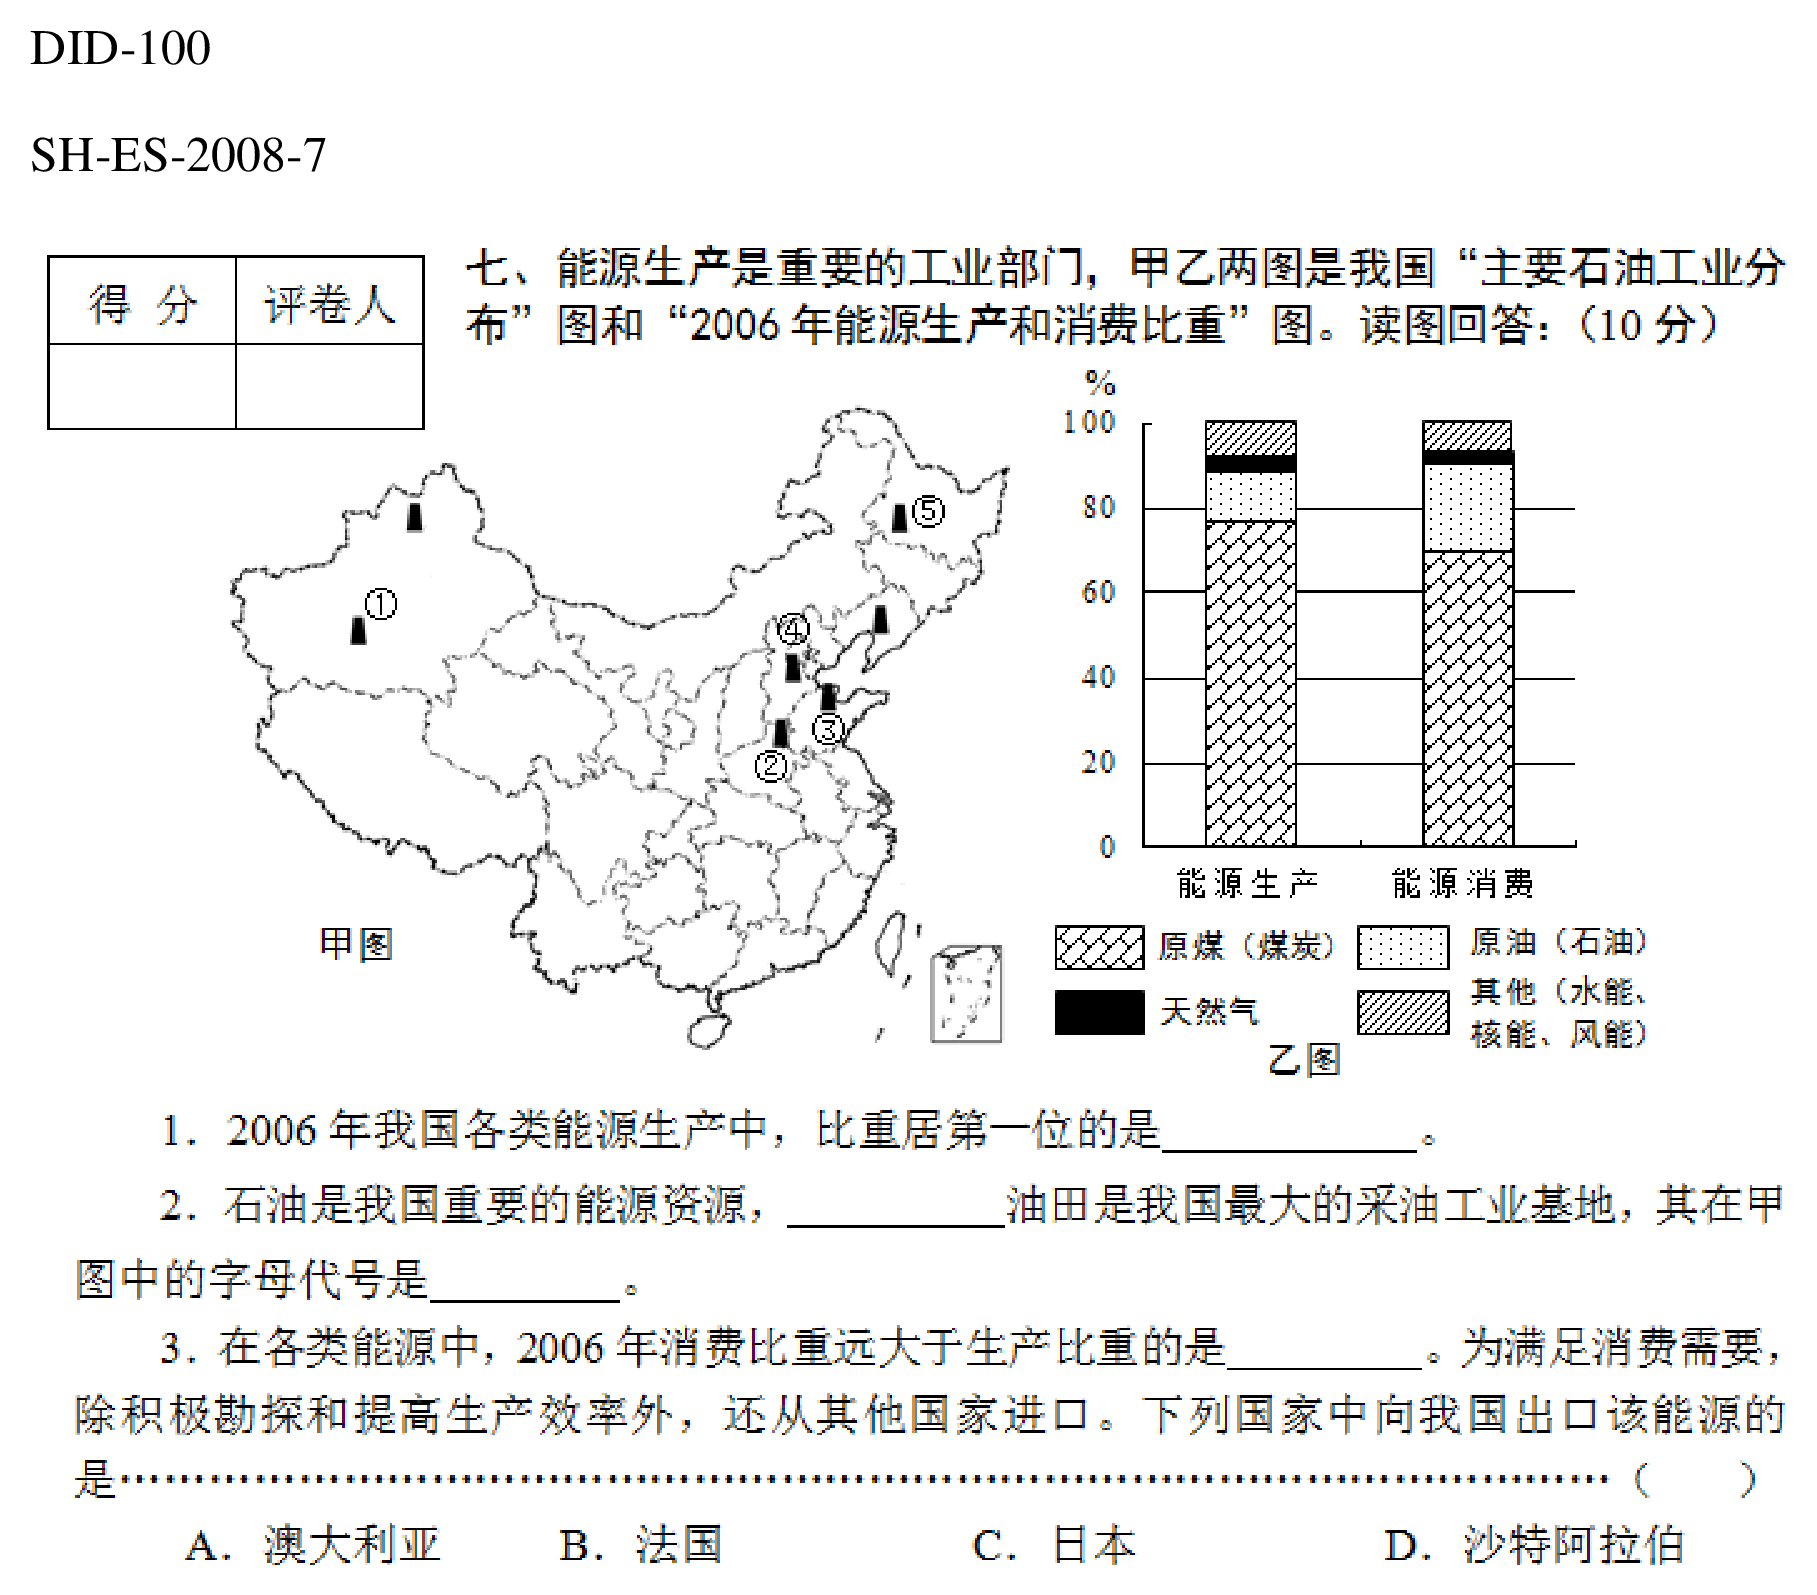 DID-100
SH-ES-2008-7
得 分 评卷人
七、能源生产是重要的工业部门，甲乙两图是我国“主要石油工业分
布”图和“2006 年能源生产和消费比重”图。读图回答：（10 分）
%
100
80
60
40
20
0
能源生产 能源消费
⑤
①
④
③
②
甲图
原煤（煤炭） 原油（石油）
天然气 其他（水能、
核能、风能）
乙图
1．2006 年我国各类能源生产中，比重居第一位的是____________。
2．石油是我国重要的能源资源，__________油田是我国最大的采油工业基地，其在甲
图中的字母代号是_________。
3．在各类能源中，2006 年消费比重远大于生产比重的是_________。为满足消费需要，
除积极勘探和提高生产效率外，还从其他国家进口。下列国家中向我国出口该能源的
是………………………………………………………………………………………（　　）
A．澳大利亚 B．法国 C．日本 D．沙特阿拉伯